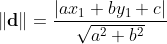 ‖d‖ = |ax₁ + by₁ + c| / √(a² + b²)